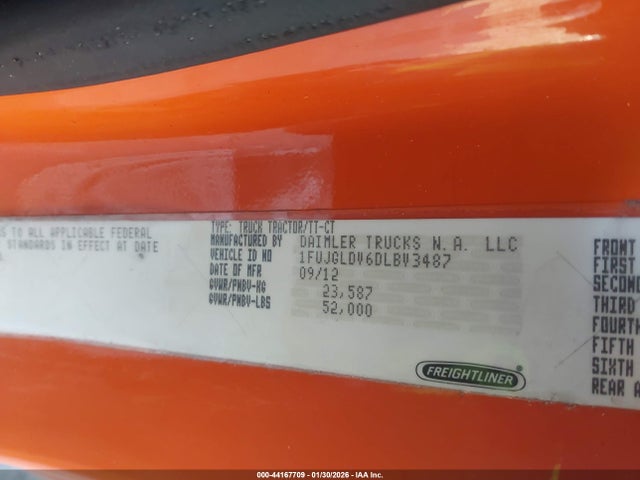 S TO ALL APPLICABLE FEDERAL
STANDARDS IN EFFECT AT DATE
TYPE: TRUCK TRACTOR/TT-CT
MANUFACTURED BY DAIMLER TRUCKS N.A. LLC
VEHICLE ID NO 1FUJGLDV6DLBV3487
DATE OF MFR 09/12
GVWR/PNBV-KG 23,587
GVWR/PNBV-LBS 52,000
FRONT
FIRST
SECOND
THIRD
FOURTH
FIFTH
SIXTH
REAR A
FREIGHTLINER
000-44167709 | 01/30/2026 | IAA Inc.